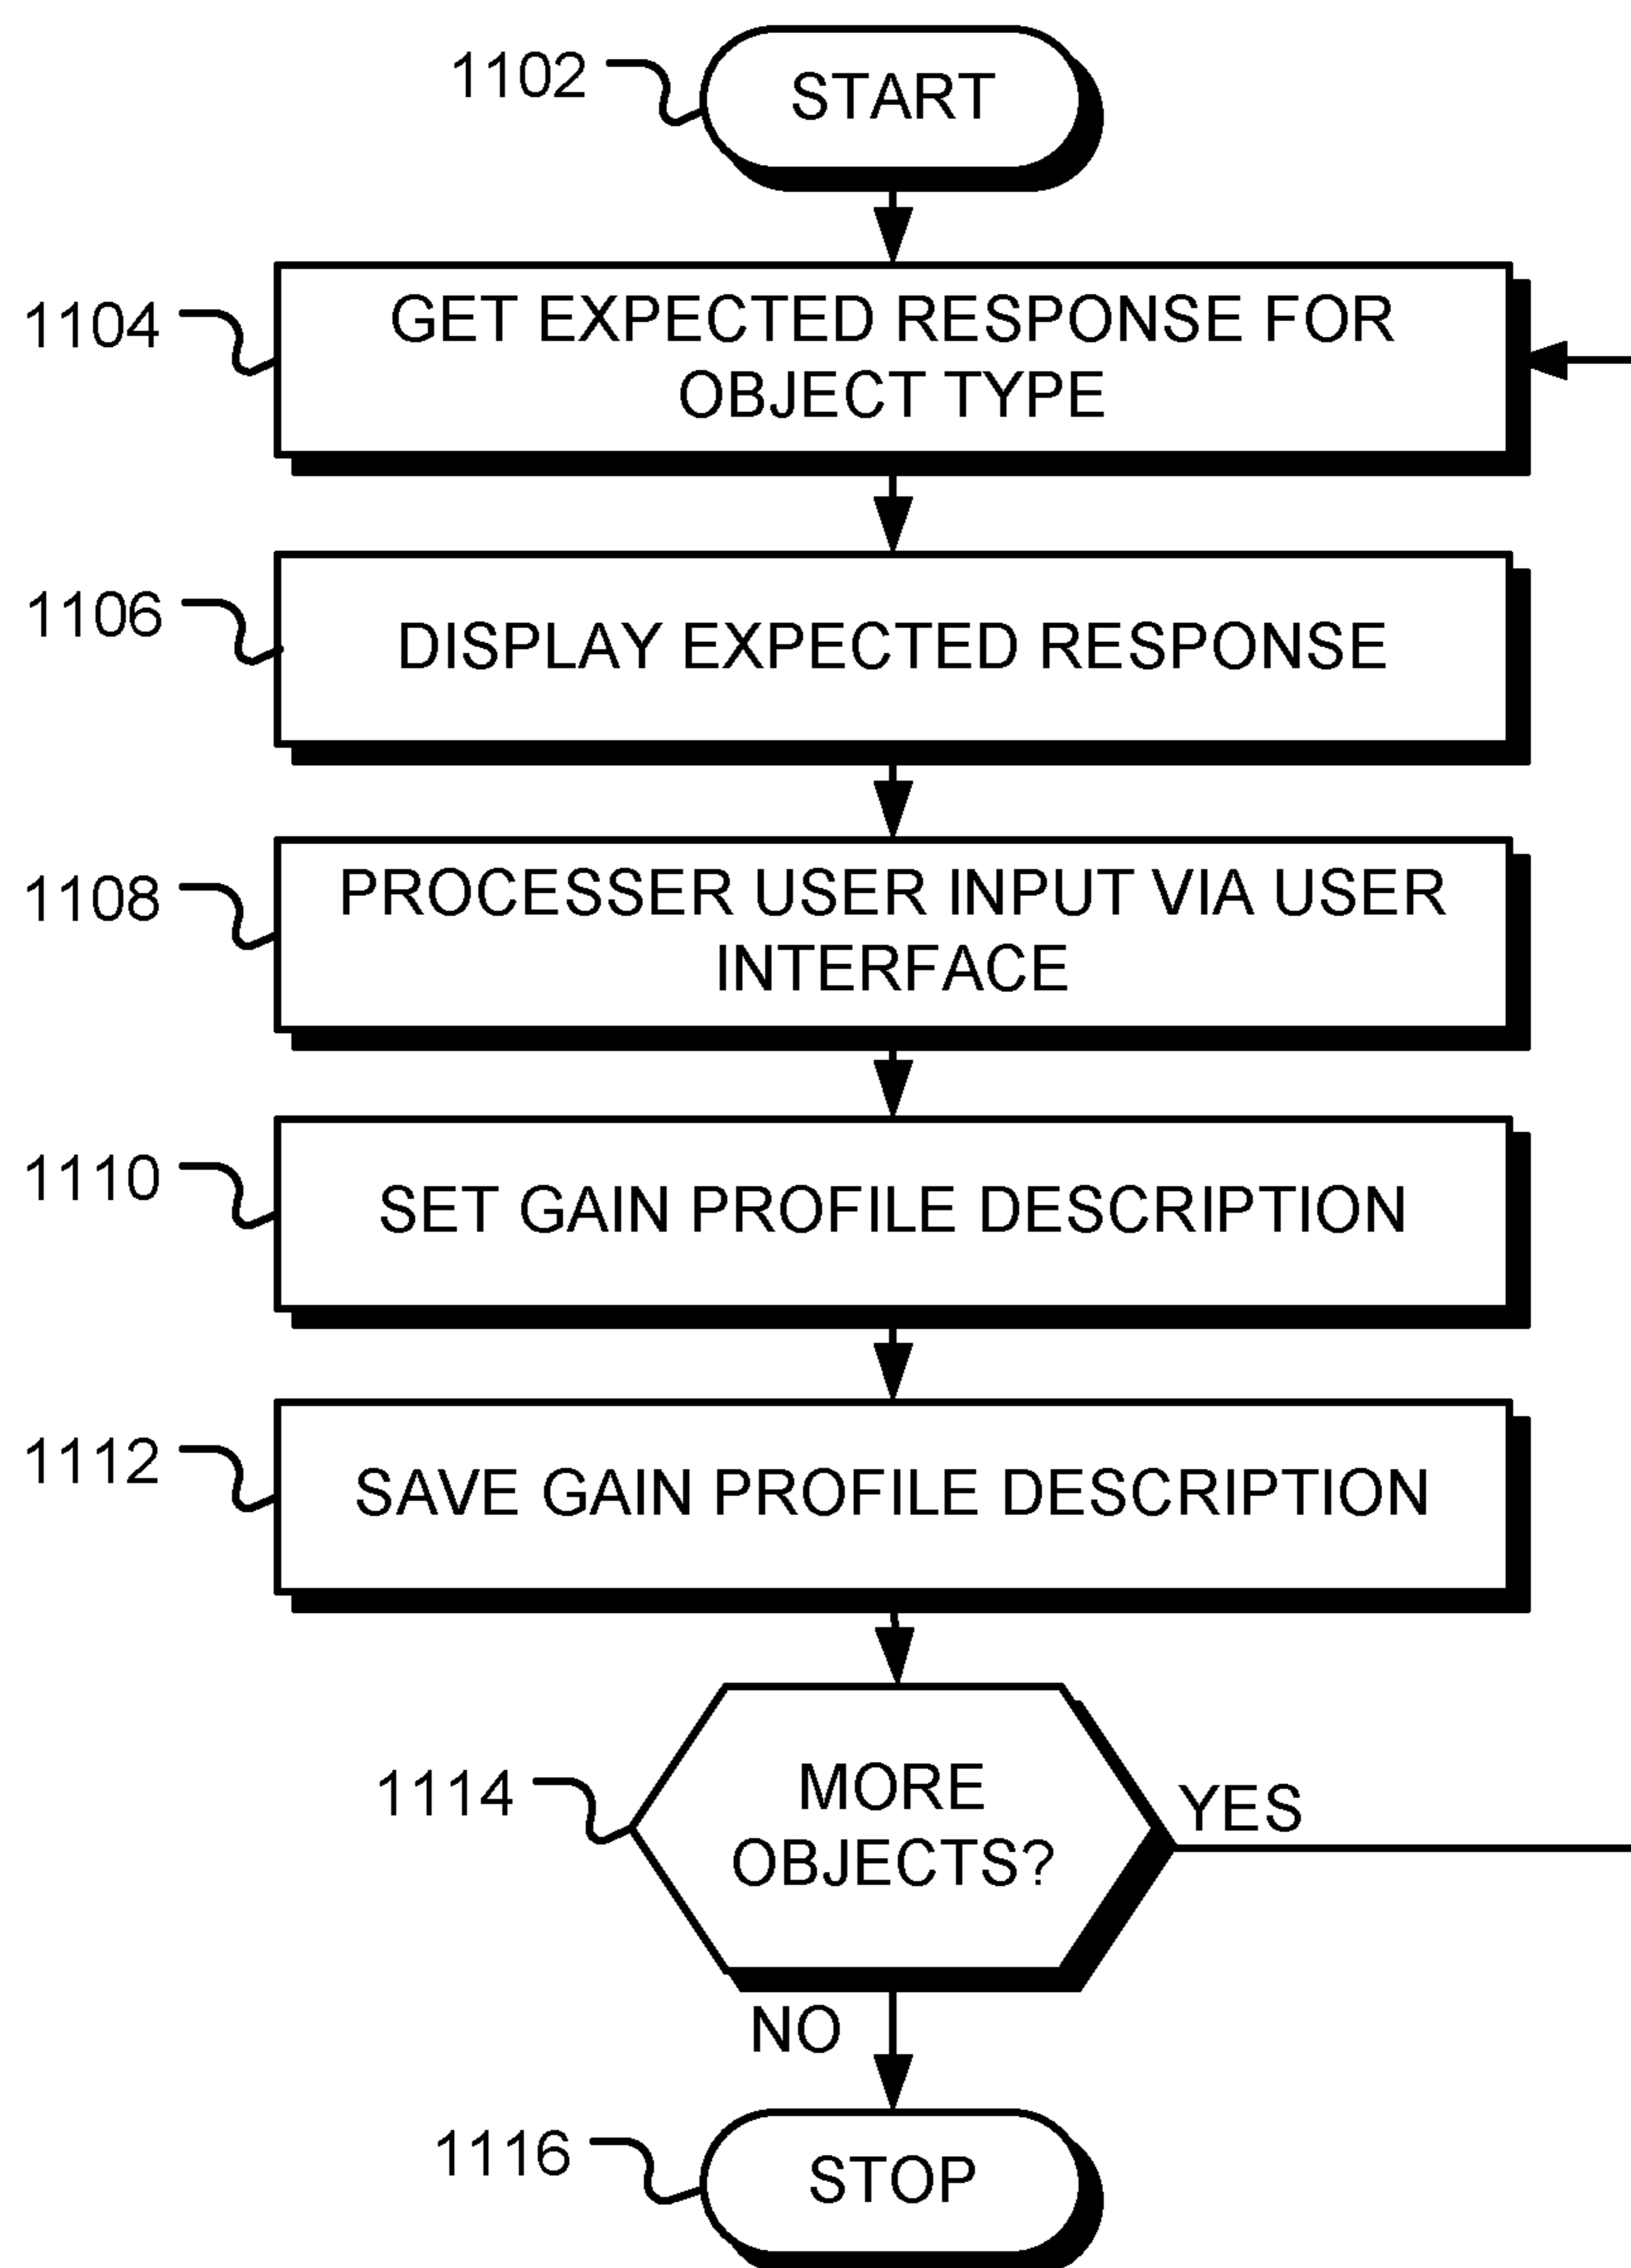 1102
START
1104
GET EXPECTED RESPONSE FOR
OBJECT TYPE
1106
DISPLAY EXPECTED RESPONSE
1108
PROCESSER USER INPUT VIA USER
INTERFACE
1110
SET GAIN PROFILE DESCRIPTION
1112
SAVE GAIN PROFILE DESCRIPTION
1114
MORE
OBJECTS?
YES
NO
1116
STOP